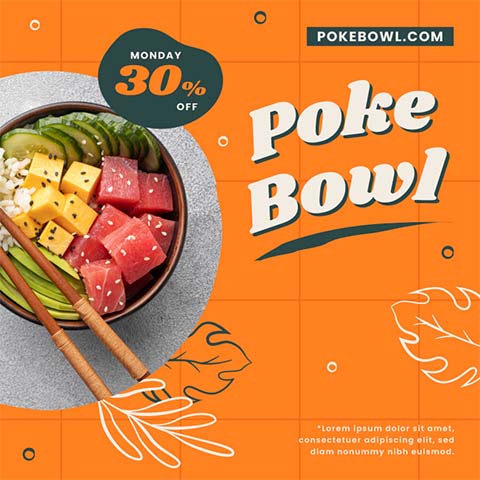 MONDAY
30%
OFF
POKEBOWL.COM
Poke
Bowl
*Lorem ipsum dolor sit amet,
consectetuer adipiscing elit, sed
diam nonummy nibh euismod.